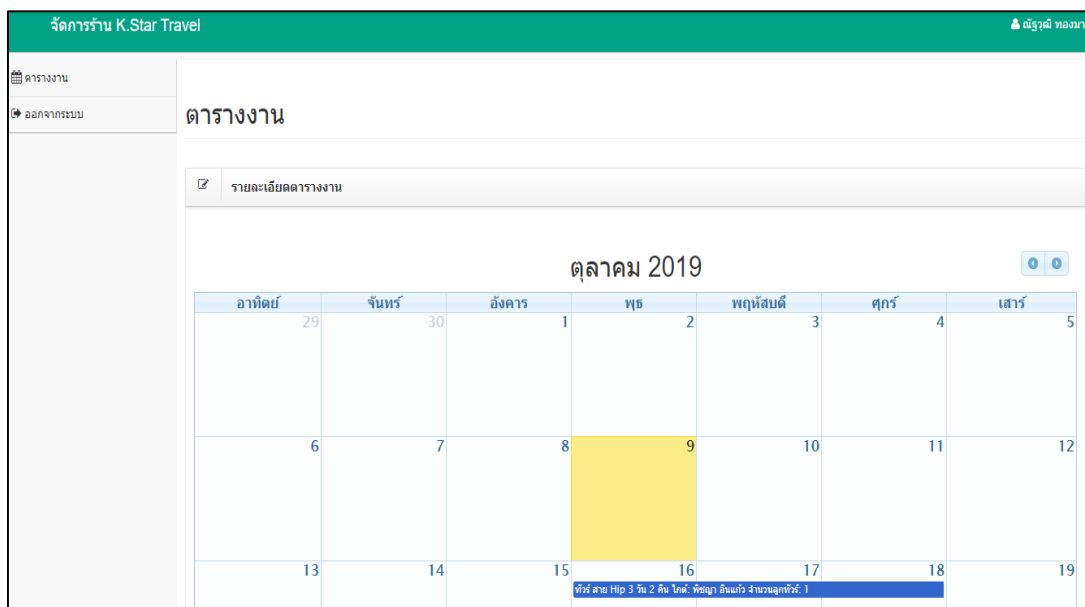 จัดการร้าน K.Star Travel
ณัฐวุฒิ ทองมา
ตารางงาน
ออกจากระบบ
ตารางงาน
รายละเอียดตารางงาน
ตุลาคม 2019
อาทิตย์ จันทร์ อังคาร พุธ พฤหัสบดี ศุกร์ เสาร์
29 30 1 2 3 4 5
6 7 8 9 10 11 12
13 14 15 16 17 18 19
ทัวร์ สาย Hip 3 วัน 2 คืน ไกด์: พิชญา อินแก้ว จำนวนลูกทัวร์: 1